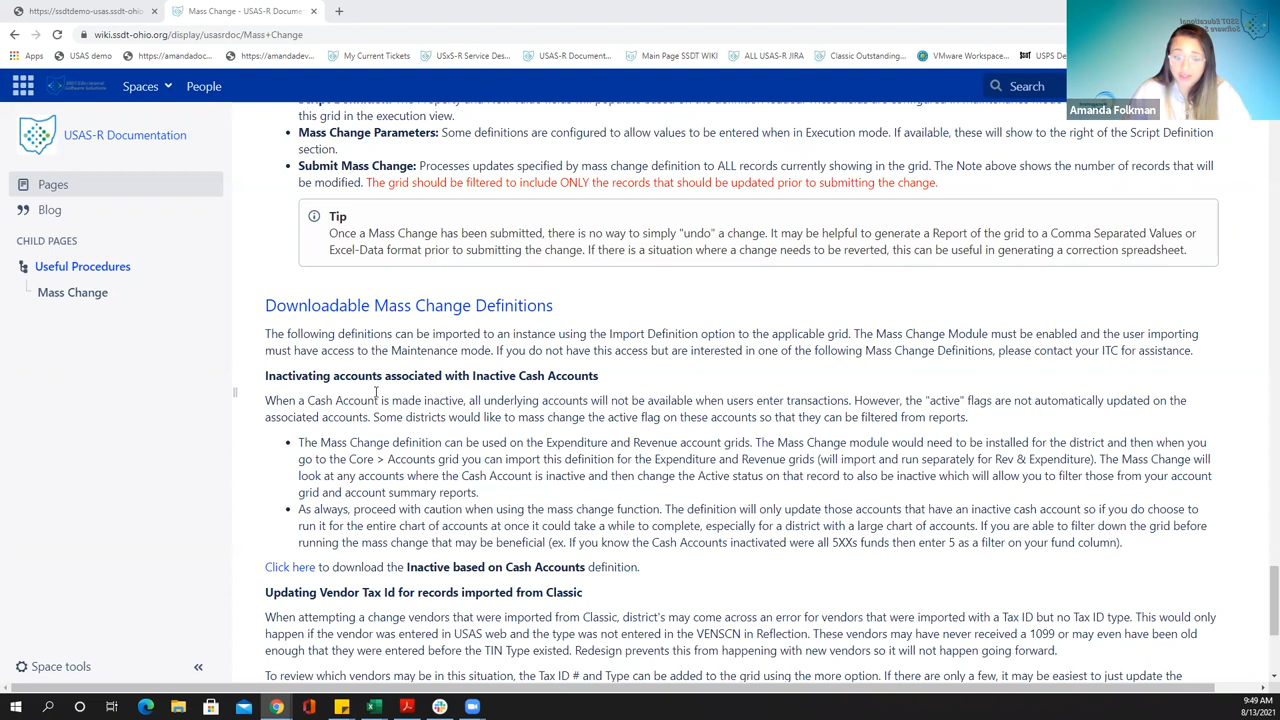 https://ssdtdemo-usas.ssdt-ohio.
Mass Change - USAS-R Docume
wiki.ssdt-ohio.org/display/usasrdoc/Mass+Change
Apps
USAS demo
https://amandadoc...
https://amandadev...
My Current Tickets
USxS-R Service Des...
USAS-R Document...
Main Page SSDT WIKI
ALL USAS-R JIRA
Classic Outstanding...
VMware Workspace...
USPS De
Spaces
People
Search
Amanda Folkman
USAS-R Documentation
Pages
Blog
CHILD PAGES
Useful Procedures
Mass Change
Space tools
this grid in the execution view.
• Mass Change Parameters: Some definitions are configured to allow values to be entered when in Execution mode. If available, these will show to the right of the Script Definition
section.
• Submit Mass Change: Processes updates specified by mass change definition to ALL records currently showing in the grid. The Note above shows the number of records that will
be modified. The grid should be filtered to include ONLY the records that should be updated prior to submitting the change.
Tip
Once a Mass Change has been submitted, there is no way to simply "undo" a change. It may be helpful to generate a Report of the grid to a Comma Separated Values or
Excel-Data format prior to submitting the change. If there is a situation where a change needs to be reverted, this can be useful in generating a correction spreadsheet.
Downloadable Mass Change Definitions
The following definitions can be imported to an instance using the Import Definition option to the applicable grid. The Mass Change Module must be enabled and the user importing
must have access to the Maintenance mode. If you do not have this access but are interested in one of the following Mass Change Definitions, please contact your ITC for assistance.
Inactivating accounts associated with Inactive Cash Accounts
When a Cash Account is made inactive, all underlying accounts will not be available when users enter transactions. However, the "active" flags are not automatically updated on the
associated accounts. Some districts would like to mass change the active flag on these accounts so that they can be filtered from reports.
• The Mass Change definition can be used on the Expenditure and Revenue account grids. The Mass Change module would need to be installed for the district and then when you
go to the Core > Accounts grid you can import this definition for the Expenditure and Revenue grids (will import and run separately for Rev & Expenditure). The Mass Change will
look at any accounts where the Cash Account is inactive and then change the Active status on that record to also be inactive which will allow you to filter those from your account
grid and account summary reports.
• As always, proceed with caution when using the mass change function. The definition will only update those accounts that have an inactive cash account so if you do choose to
run it for the entire chart of accounts at once it could take a while to complete, especially for a district with a large chart of accounts. If you are able to filter down the grid before
running the mass change that may be beneficial (ex. If you know the Cash Accounts inactivated were all 5XXs funds then enter 5 as a filter on your fund column).
Click here to download the Inactive based on Cash Accounts definition.
Updating Vendor Tax Id for records imported from Classic
When attempting a change vendors that were imported from Classic, district's may come across an error for vendors that were imported with a Tax ID but no Tax ID type. This would only
happen if the vendor was entered in USAS web and the type was not entered in the VENSCN in Reflection. These vendors may have never received a 1099 or may even have been old
enough that they were entered before the TIN Type existed. Redesign prevents this from happening with new vendors so it will not happen going forward.
To review which vendors may be in this situation, the Tax ID # and Type can be added to the grid using the more option. If there are only a few, it may be easiest to just update the
9:49 AM
8/13/2021